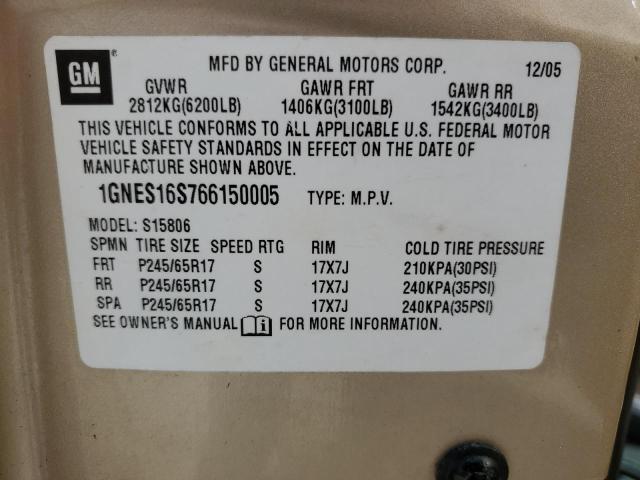 GM ® MFD BY GENERAL MOTORS CORP. 12/05
GVWR GAWR FRT GAWR RR
2812KG(6200LB) 1406KG(3100LB) 1542KG(3400LB)
THIS VEHICLE CONFORMS TO ALL APPLICABLE U.S. FEDERAL MOTOR
VEHICLE SAFETY STANDARDS IN EFFECT ON THE DATE OF
MANUFACTURE SHOWN ABOVE.
1GNES16S766150005 TYPE: M.P.V.
MODEL: S15806
SPMN TIRE SIZE SPEED RTG RIM COLD TIRE PRESSURE
FRT P245/65R17 S 17X7J 210KPA(30PSI)
RR P245/65R17 S 17X7J 240KPA(35PSI)
SPA P245/65R17 S 17X7J 240KPA(35PSI)
SEE OWNER'S MANUAL i FOR MORE INFORMATION.